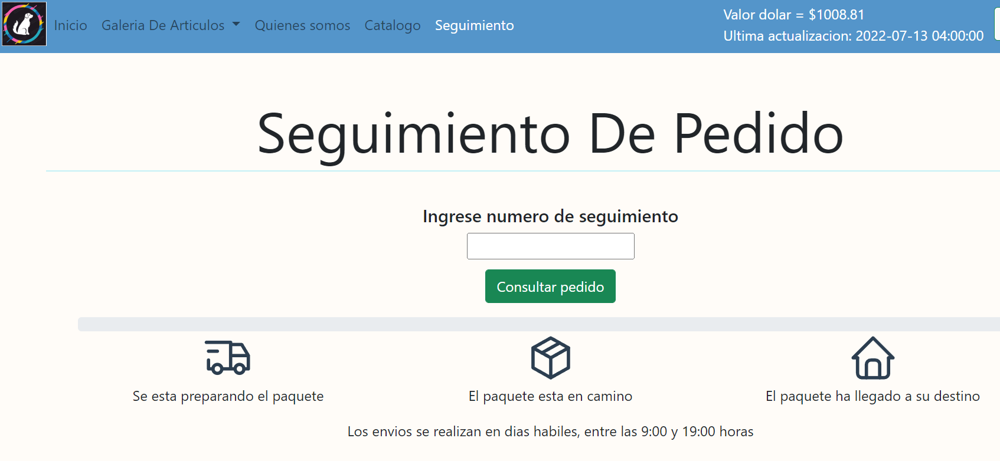 Inicio Galeria De Articulos Quienes somos Catalogo Seguimiento
Valor dolar = $1008.81
Ultima actualizacion: 2022-07-13 04:00:00
Seguimiento De Pedido
Ingrese numero de seguimiento
Consultar pedido
Se esta preparando el paquete
El paquete esta en camino
El paquete ha llegado a su destino
Los envios se realizan en dias habiles, entre las 9:00 y 19:00 horas